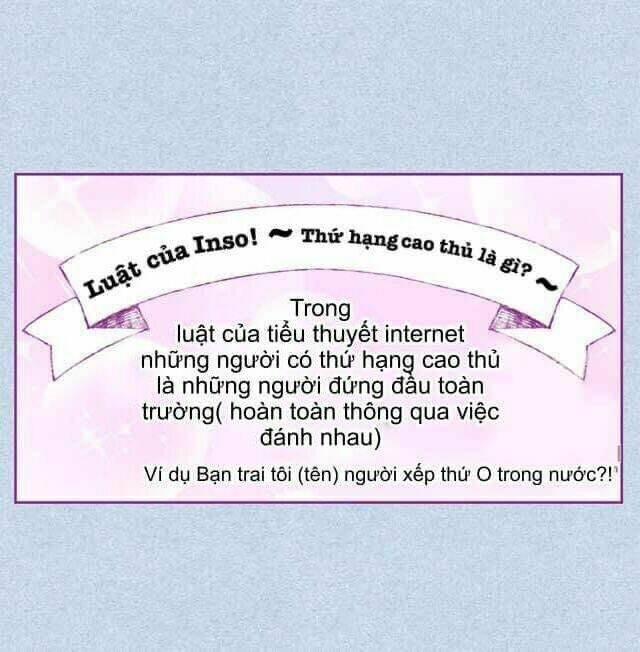 Luật của Inso! ~ Thứ hạng cao thủ là gì? ~
Trong
luật của tiểu thuyết internet
những người có thứ hạng cao thủ
là những người đứng đầu toàn
trường( hoàn toàn thông qua việc
đánh nhau)
Ví dụ Bạn trai tôi (tên) người xếp thứ O trong nước?!